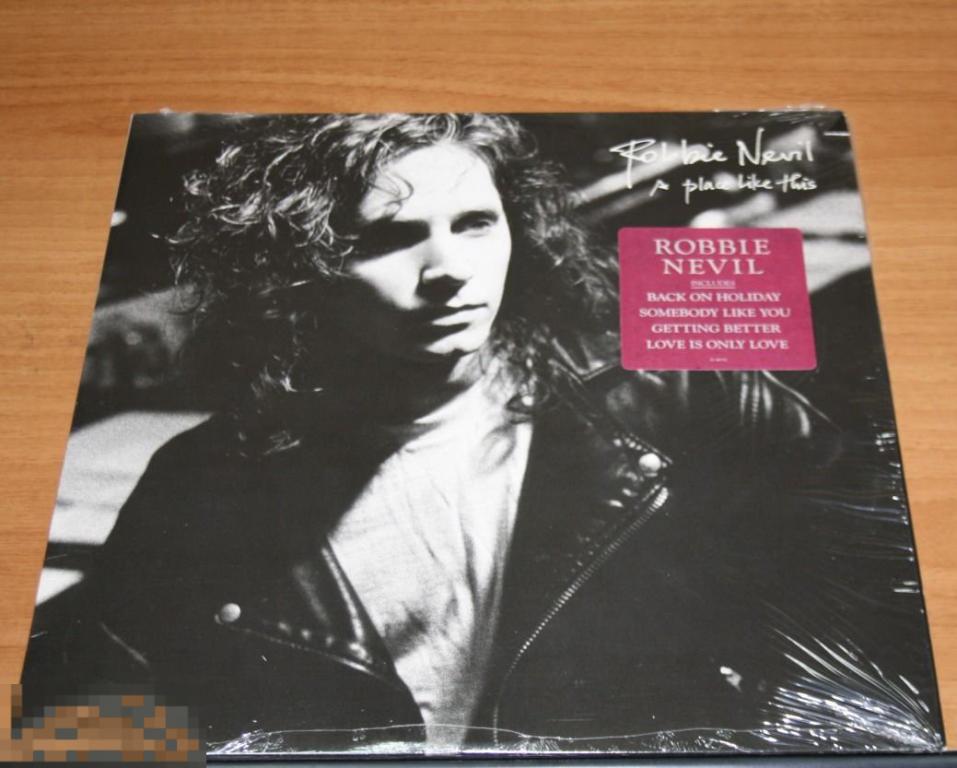 Robbie Nevil
A place like this
ROBBIE
NEVIL
INCLUDES
BACK ON HOLIDAY
SOMEBODY LIKE YOU
GETTING BETTER
LOVE IS ONLY LOVE